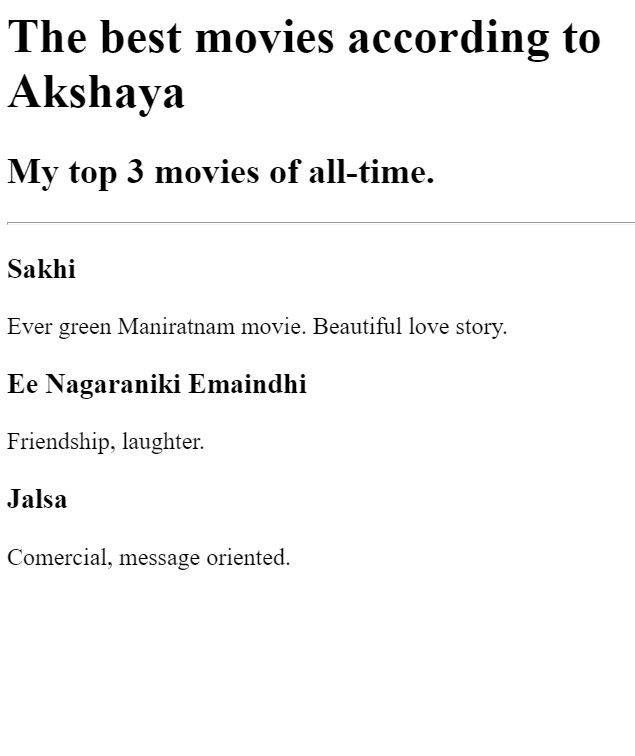 The best movies according to
Akshaya
My top 3 movies of all-time.
Sakhi
Ever green Maniratnam movie. Beautiful love story.
Ee Nagaraniki Emaindhi
Friendship, laughter.
Jalsa
Comercial, message oriented.